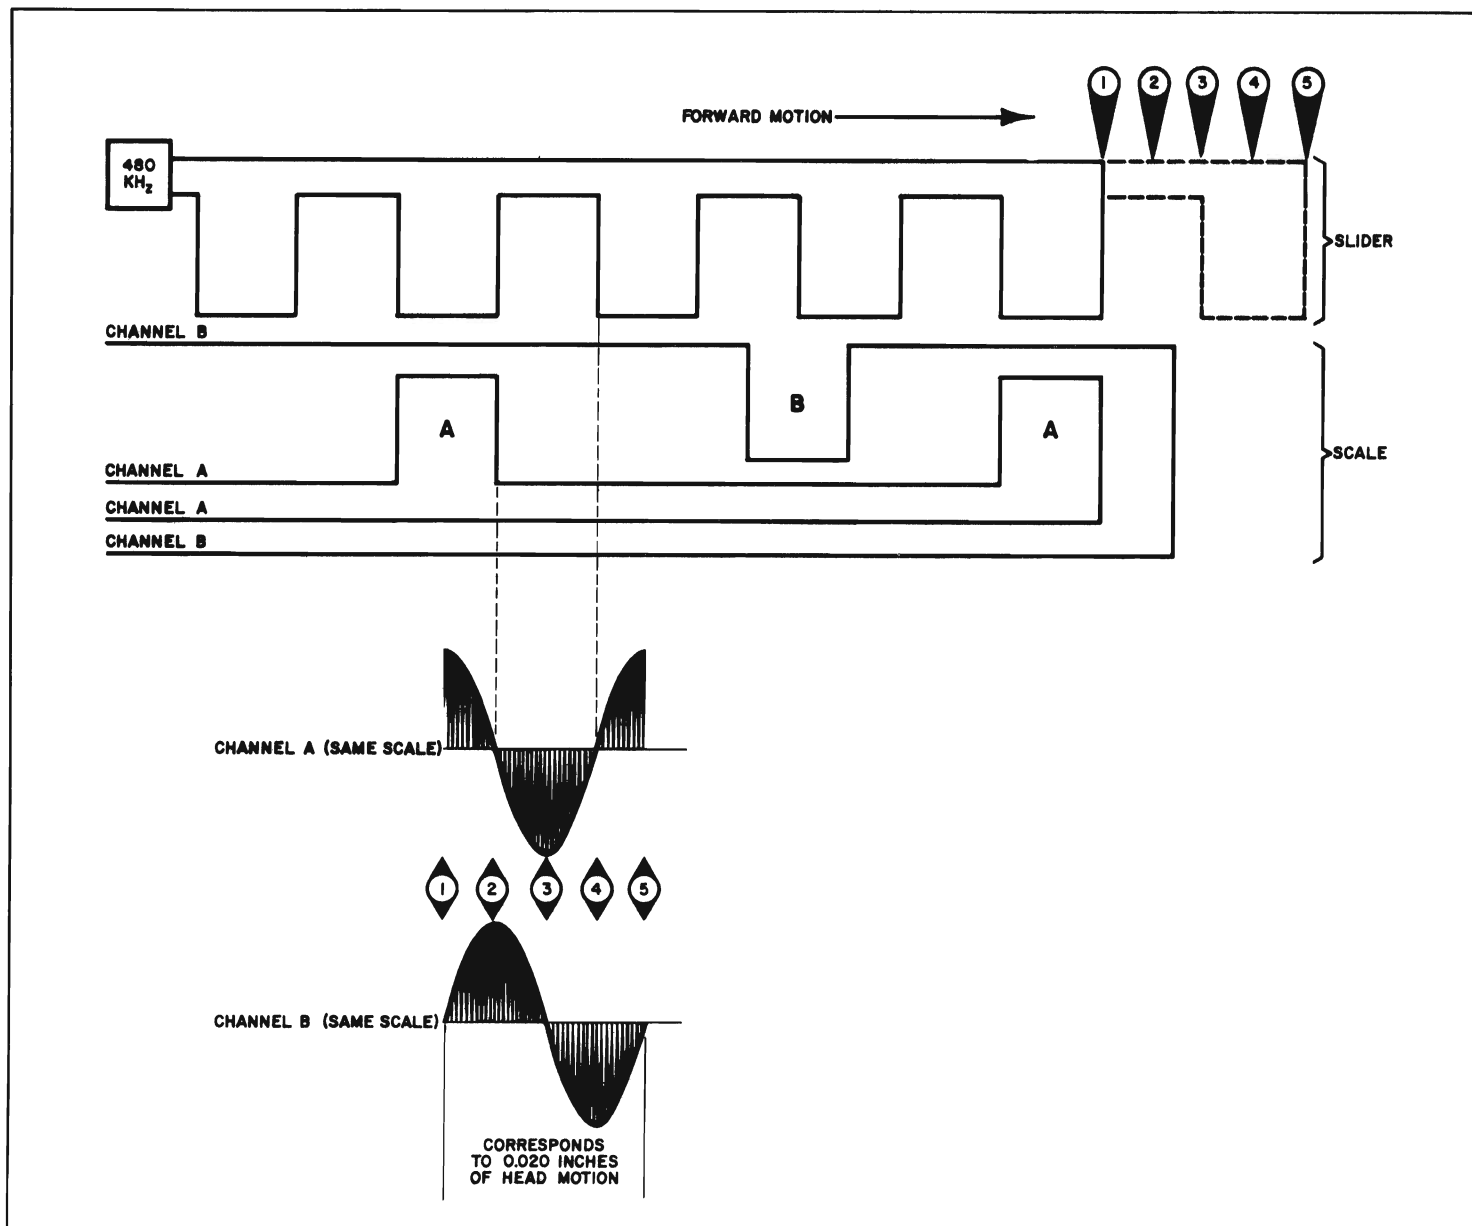 1 2 3 4 5
FORWARD MOTION
480
KHz
SLIDER
CHANNEL B
B
A
A
CHANNEL A
SCALE
CHANNEL A
CHANNEL B
CHANNEL A (SAME SCALE)
1 2 3 4 5
CHANNEL B (SAME SCALE)
CORRESPONDS
TO 0.020 INCHES
OF HEAD MOTION